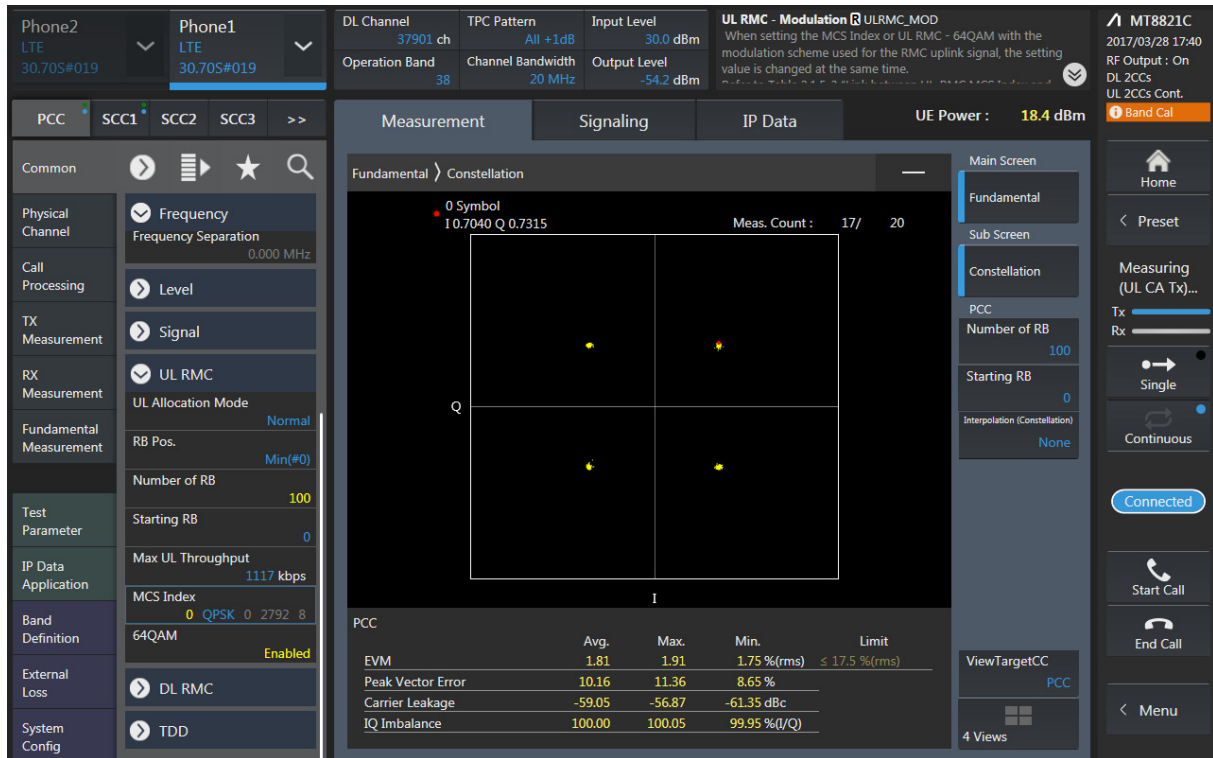 Phone2
LTE
30.70S#019
Phone1
LTE
30.70S#019
DL Channel
37901 ch
TPC Pattern
All +1dB
Input Level
30.0 dBm
Operation Band
38
Channel Bandwidth
20 MHz
Output Level
-54.2 dBm
UL RMC - Modulation R ULRMC_MOD
When setting the MCS Index or UL RMC -
64QAM with the
modulation scheme used for the RMC uplink signal, the setting
value is changed at the same time.
MT8821C
2017/03/28 17:40
RF Output : On
DL 2CCs
UL 2CCs Cont.
Band Cal
PCC
SCC1
SCC2
SCC3
>>
Measurement
Signaling
IP Data
UE Power :
18.4 dBm
Common
Physical
Channel
Call
Processing
TX
Measurement
RX
Measurement
Fundamental
Measurement
Test
Parameter
IP Data
Application
Band
Definition
External
Loss
System
Config
Frequency
Frequency Separation
0.000 MHz
Level
Signal
UL RMC
UL Allocation Mode
Normal
RB Pos.
Min(#0)
Number of RB
100
Starting RB
0
Max UL Throughput
1117 kbps
MCS Index
0 QPSK 0 2792 8
64QAM
Enabled
DL RMC
TDD
Fundamental 〉 Constellation
0 Symbol
I 0.7040 Q 0.7315
Meas. Count : 17/ 20
Q
I
PCC
Avg. Max. Min. Limit
EVM 1.81 1.91 1.75 %(rms) ≤ 17.5 %(rms)
Peak Vector Error 10.16 11.36 8.65 %
Carrier Leakage -59.05 -56.87 -61.35 dBc
IQ Imbalance 100.00 100.05 99.95 %(I/Q)
Main Screen
Fundamental
Sub Screen
Constellation
PCC
Number of RB
100
Starting RB
0
Interpolation (Constellation)
None
ViewTargetCC
PCC
4 Views
Home
< Preset
Measuring
(UL CA Tx)...
Tx
Rx
Single
Continuous
Connected
Start Call
End Call
< Menu